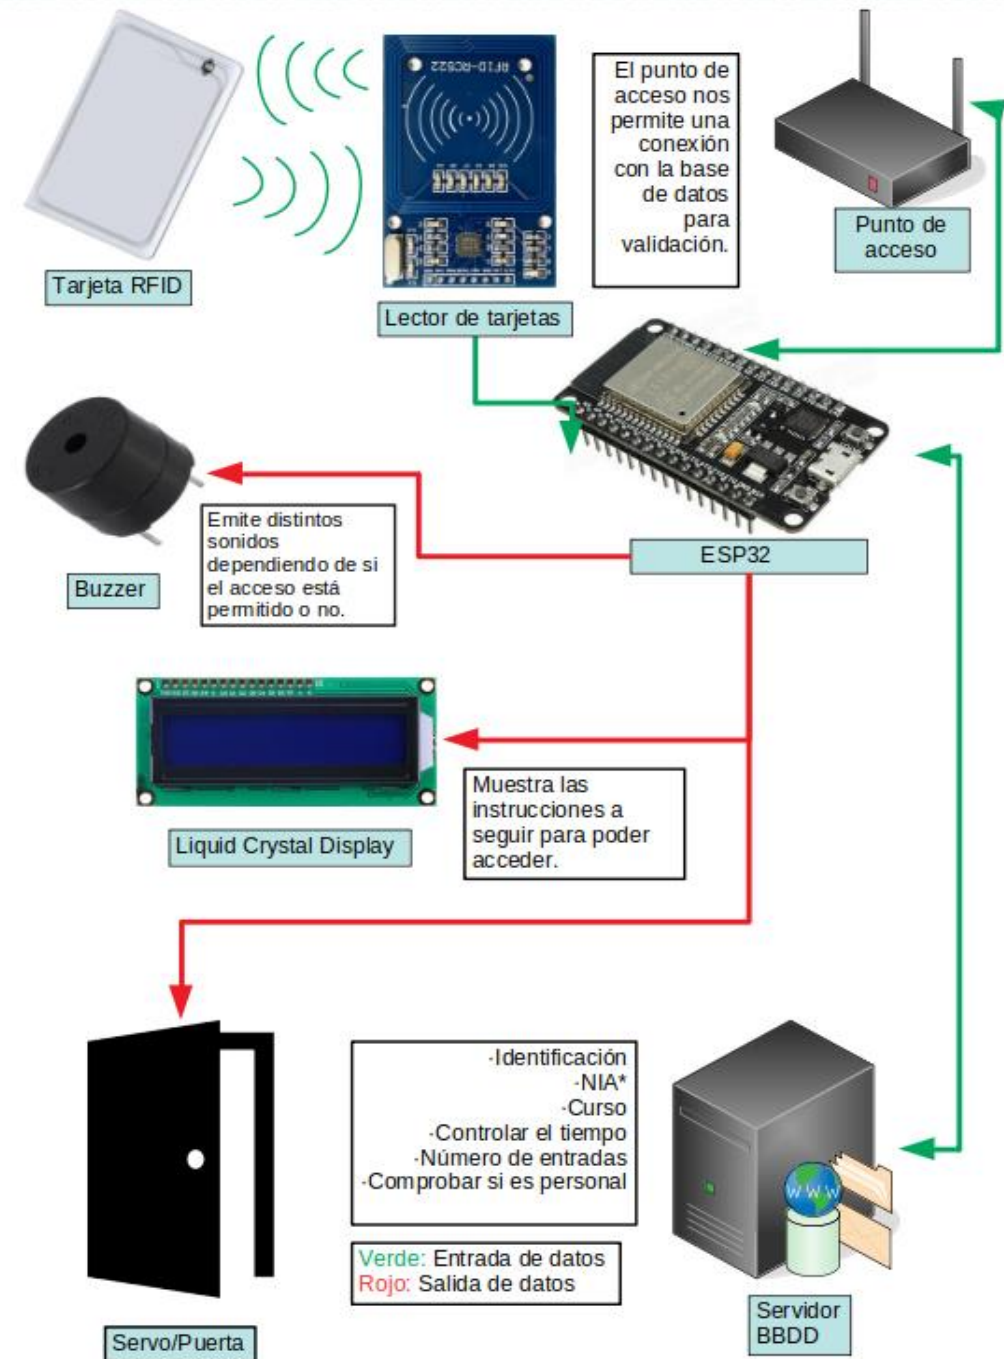 RFID-RC522
El punto de
acceso nos
permite una
conexión
con la base
de datos
para
validación.
Punto de
acceso
Tarjeta RFID
Lector de tarjetas
Emite distintos
sonidos
dependiendo de si
el acceso está
permitido o no.
ESP32
Buzzer
Muestra las
instrucciones a
seguir para poder
acceder.
Liquid Crystal Display
·Identificación
·NIA*
·Curso
·Controlar el tiempo
·Número de entradas
·Comprobar si es personal
WWW
Verde: Entrada de datos
Rojo: Salida de datos
Servidor
BBDD
Servo/Puerta